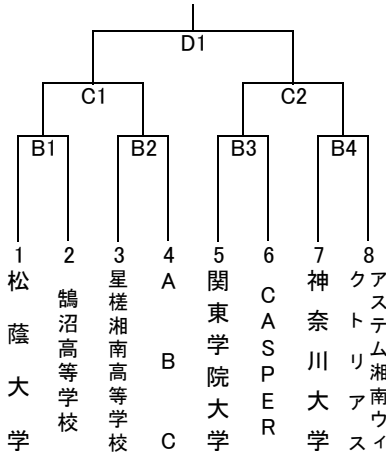 D1
C1
C2
B1
B2
B3
B4
1
2
3
4
5
6
7
8
松蔭大学
鵠沼高等学校
星槎湘南高等学校
ABC
関東学院大学
CASPER
神奈川大学
アステム湘南ヴィ
クトリアス